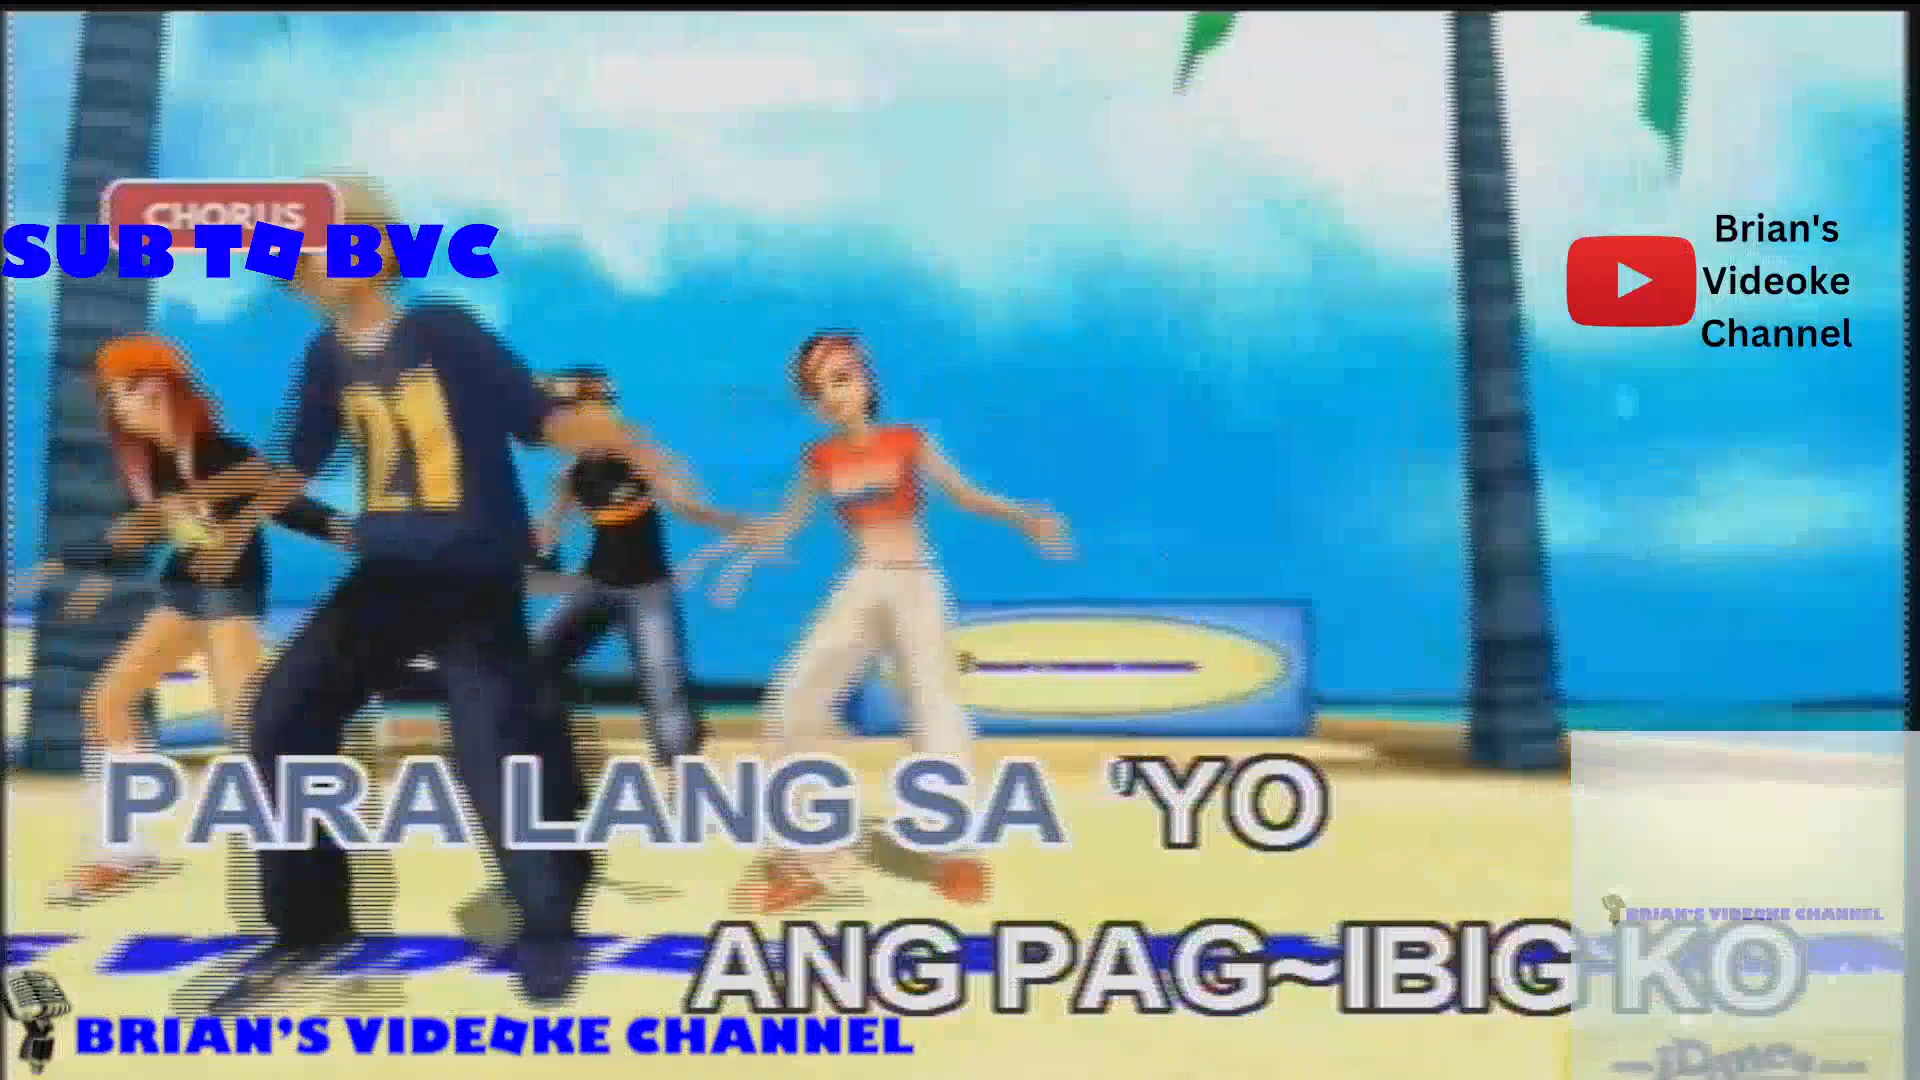 CHORUS
SUB TO BVC
Brian's
Videoke
Channel
21
PARA LANG SA 'YO
BRIAN'S VIDEOKE CHANNEL
ANG PAG~IBIG KO
BRIAN'S VIDEOKE CHANNEL